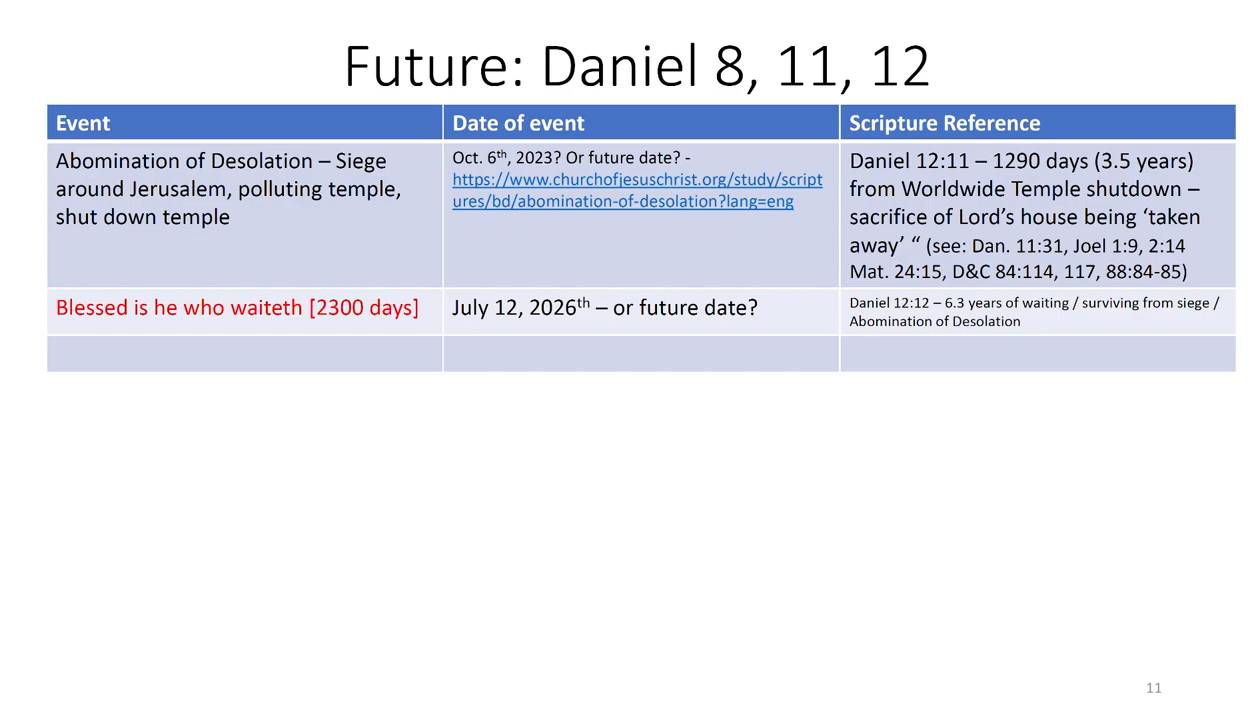 Future: Daniel 8, 11, 12
Event
Date of event
Scripture Reference
Abomination of Desolation – Siege
around Jerusalem, polluting temple,
shut down temple
Oct. 6th, 2023? Or future date? -
https://www.churchofjesuschrist.org/study/script
ures/bd/abomination-of-desolation?lang=eng
Daniel 12:11 – 1290 days (3.5 years)
from Worldwide Temple shutdown –
sacrifice of Lord’s house being ‘taken
away’ “ (see: Dan. 11:31, Joel 1:9, 2:14
Mat. 24:15, D&C 84:114, 117, 88:84-85)
Blessed is he who waiteth [2300 days]
July 12, 2026th – or future date?
Daniel 12:12 – 6.3 years of waiting / surviving from siege /
Abomination of Desolation
11